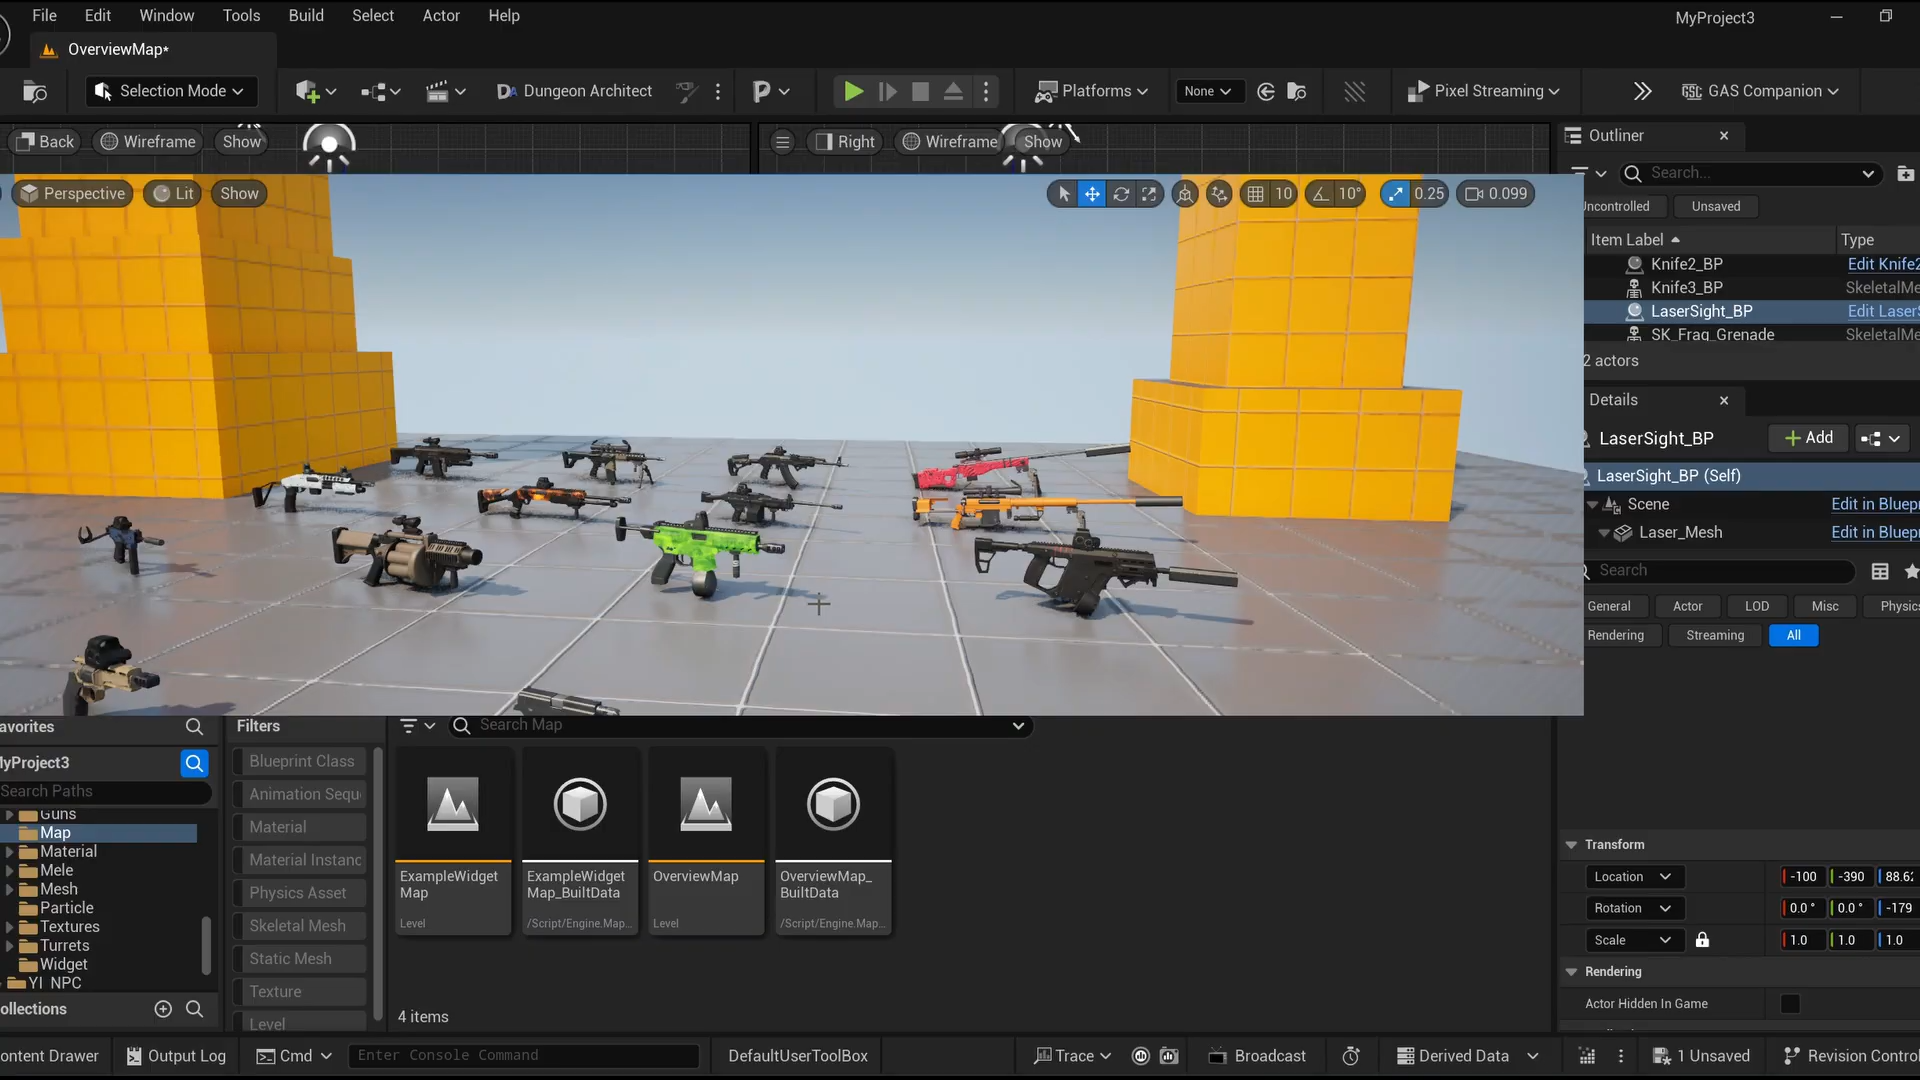 File Edit Window Tools Build Select Actor Help
MyProject3
OverviewMap*
Selection Mode
Dungeon Architect
Platforms
None
Pixel Streaming
GAS Companion
Back Wireframe Show
Right Wireframe Show
Outliner
Perspective Lit Show
10 10° 0.25 0.099
Search...
Uncontrolled Unsaved
Item Label Type
Knife2_BP Edit Knife2
Knife3_BP SkeletalMe
LaserSight_BP Edit LaserS
SK_Frag_Grenade SkeletalMe
2 actors
Details
LaserSight_BP
Add
LaserSight_BP (Self)
Scene Edit in Bluepr
Laser_Mesh Edit in Bluepr
Search
General Actor LOD Misc Physics
Rendering Streaming All
avorites
Filters
Search Map
MyProject3
Search Paths
Guns
Map
Material
Mele
Mesh
Particle
Textures
Turrets
Widget
YI_NPC
ollections
Blueprint Class
Animation Sequ
Material
Material Instanc
Physics Asset
Skeletal Mesh
Static Mesh
Texture
Level
ExampleWidget
Map
Level
ExampleWidget
Map_BuiltData
/Script/Engine.Map...
OverviewMap
Level
OverviewMap_
BuiltData
/Script/Engine.Map...
4 items
Transform
Location -100 -390 88.62
Rotation 0.0° 0.0° -179
Scale 1.0 1.0 1.0
Rendering
Actor Hidden In Game
ontent Drawer
Output Log
Cmd
Enter Console Command
DefaultUserToolBox
Trace
Broadcast
Derived Data
1 Unsaved
Revision Control